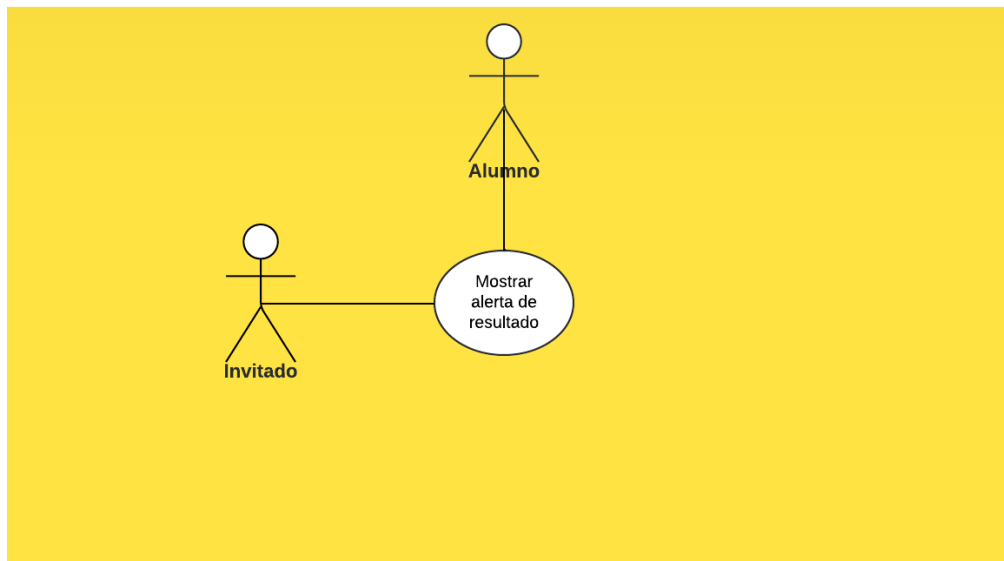 Alumno
Mostrar
alerta de
resultado
Invitado